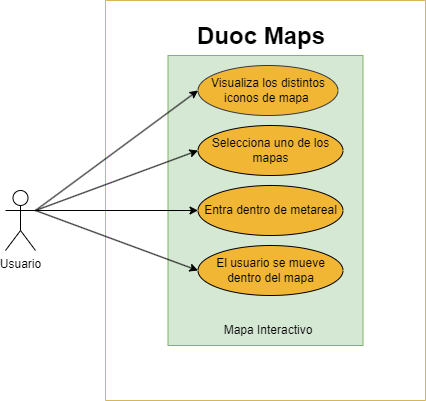 Duoc Maps
Visualiza los distintos
iconos de mapa
Selecciona uno de los
mapas
Entra dentro de metareal
El usuario se mueve
dentro del mapa
Usuario
Mapa Interactivo